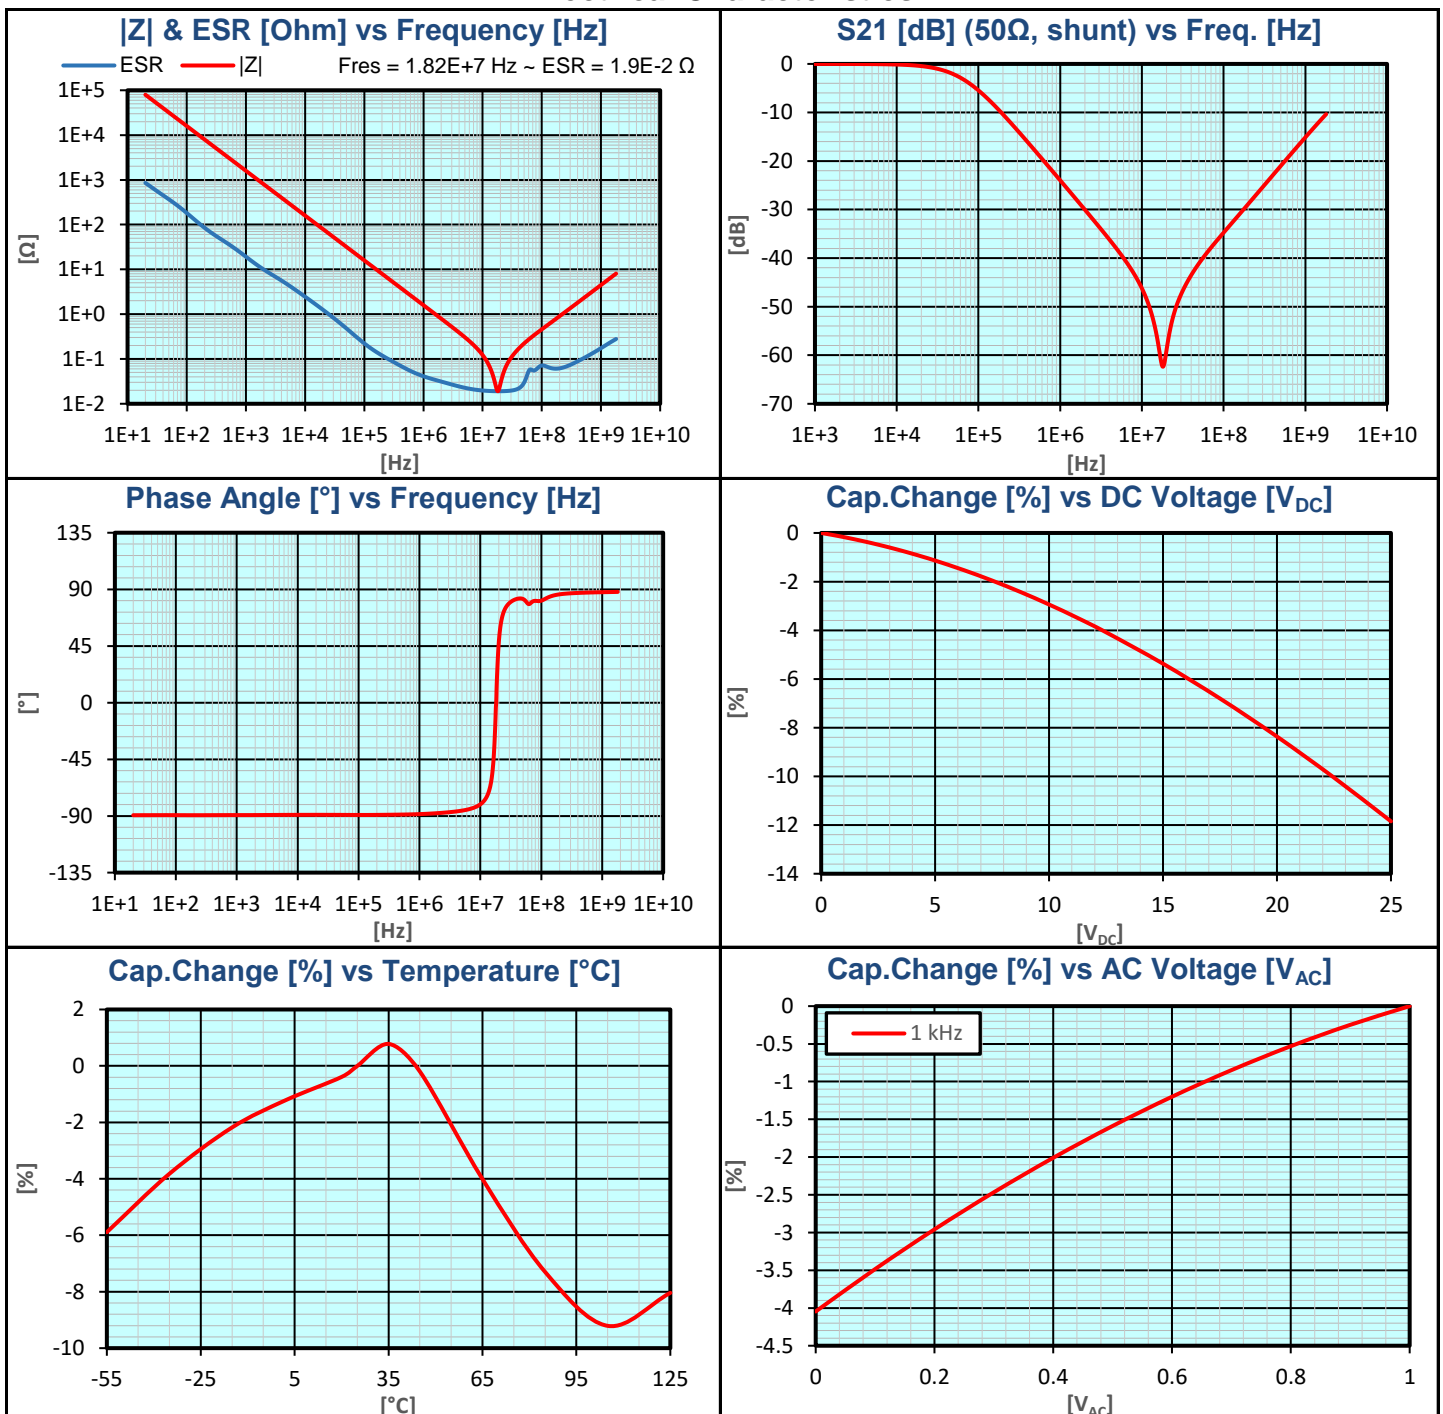 |Z| & ESR [Ohm] vs Frequency [Hz]
ESR |Z| Fres = 1.82E+7 Hz ~ ESR = 1.9E-2 Ω
1E+5
1E+4
1E+3
1E+2
1E+1
1E+0
1E-1
1E-2
[Ω]
1E+1 1E+2 1E+3 1E+4 1E+5 1E+6 1E+7 1E+8 1E+9 1E+10
[Hz]
S21 [dB] (50Ω, shunt) vs Freq. [Hz]
0
-10
-20
-30
-40
-50
-60
-70
[dB]
1E+3 1E+4 1E+5 1E+6 1E+7 1E+8 1E+9 1E+10
[Hz]
Phase Angle [°] vs Frequency [Hz]
135
90
45
0
-45
-90
-135
[°]
1E+1 1E+2 1E+3 1E+4 1E+5 1E+6 1E+7 1E+8 1E+9 1E+10
[Hz]
Cap.Change [%] vs DC Voltage [VDC]
0
-2
-4
-6
-8
-10
-12
-14
[%]
0 5 10 15 20 25
[VDC]
Cap.Change [%] vs Temperature [°C]
2
0
-2
-4
-6
-8
-10
[%]
-55 -25 5 35 65 95 125
[°C]
Cap.Change [%] vs AC Voltage [VAC]
1 kHz
0
-0.5
-1
-1.5
-2
-2.5
-3
-3.5
-4
-4.5
[%]
0 0.2 0.4 0.6 0.8 1
[VAC]